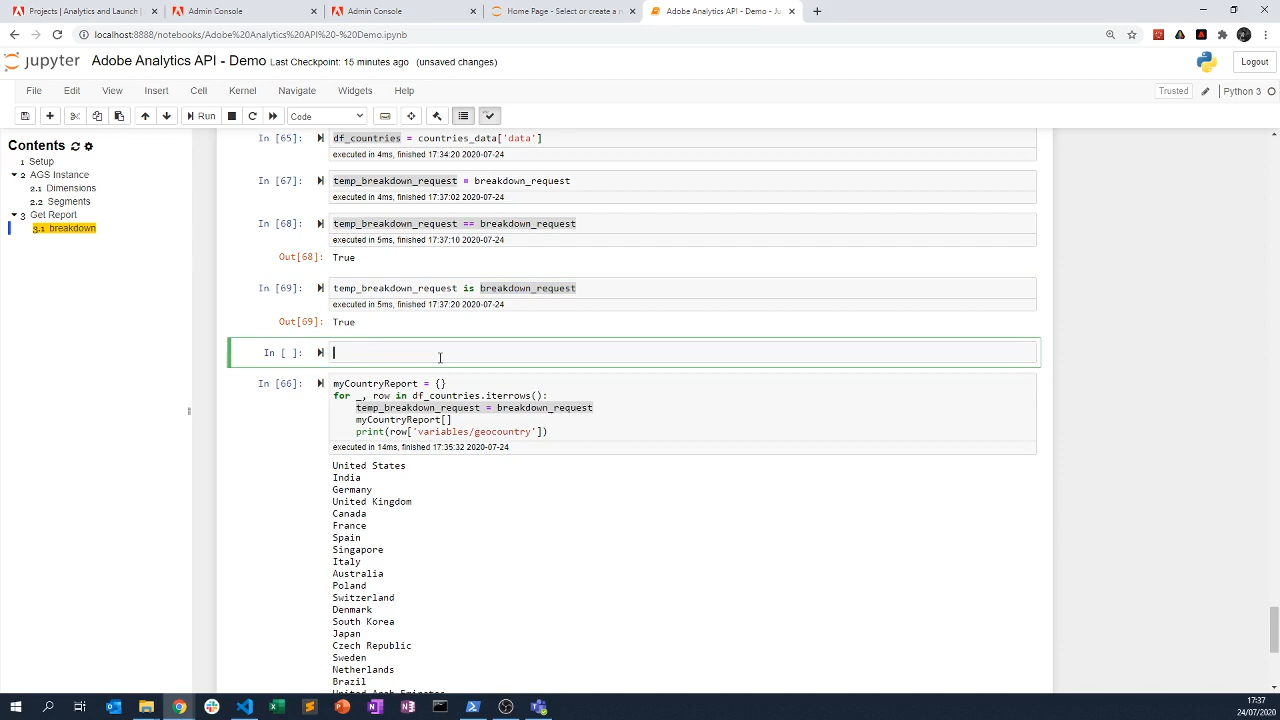 Projects | Analytics and Launch |
Admin Console
Admin Console
Home Page - Select or create a n
Adobe Analytics API - Demo - Ju
localhost:8888/notebooks/Adobe%20Analytics%20API%20-%20Demo.ipynb
jupyter
Adobe Analytics API - Demo Last Checkpoint: 15 minutes ago (unsaved changes)
Logout
File Edit View Insert Cell Kernel Navigate Widgets Help
Trusted
Python 3
Run
Code
Contents
1 Setup
2 AGS Instance
2.1 Dimensions
2.2 Segments
3 Get Report
3.1 breakdown
In [65]: df_countries = countries_data['data']
executed in 4ms, finished 17:34:20 2020-07-24
In [67]: temp_breakdown_request = breakdown_request
executed in 4ms, finished 17:37:02 2020-07-24
In [68]: temp_breakdown_request == breakdown_request
executed in 5ms, finished 17:37:10 2020-07-24
Out[68]: True
In [69]: temp_breakdown_request is breakdown_request
executed in 5ms, finished 17:37:20 2020-07-24
Out[69]: True
In [ ]:
In [66]: myCountryReport = {}
for _, row in df_countries.iterrows():
temp_breakdown_request = breakdown_request
myCountryReport[]
print(row['variables/geocountry'])
executed in 14ms, finished 17:35:32 2020-07-24
United States
India
Germany
United Kingdom
Canada
France
Spain
Singapore
Italy
Australia
Poland
Switzerland
Denmark
South Korea
Japan
Czech Republic
Sweden
Netherlands
Brazil
United Arab Emirates
17:37
24/07/2020